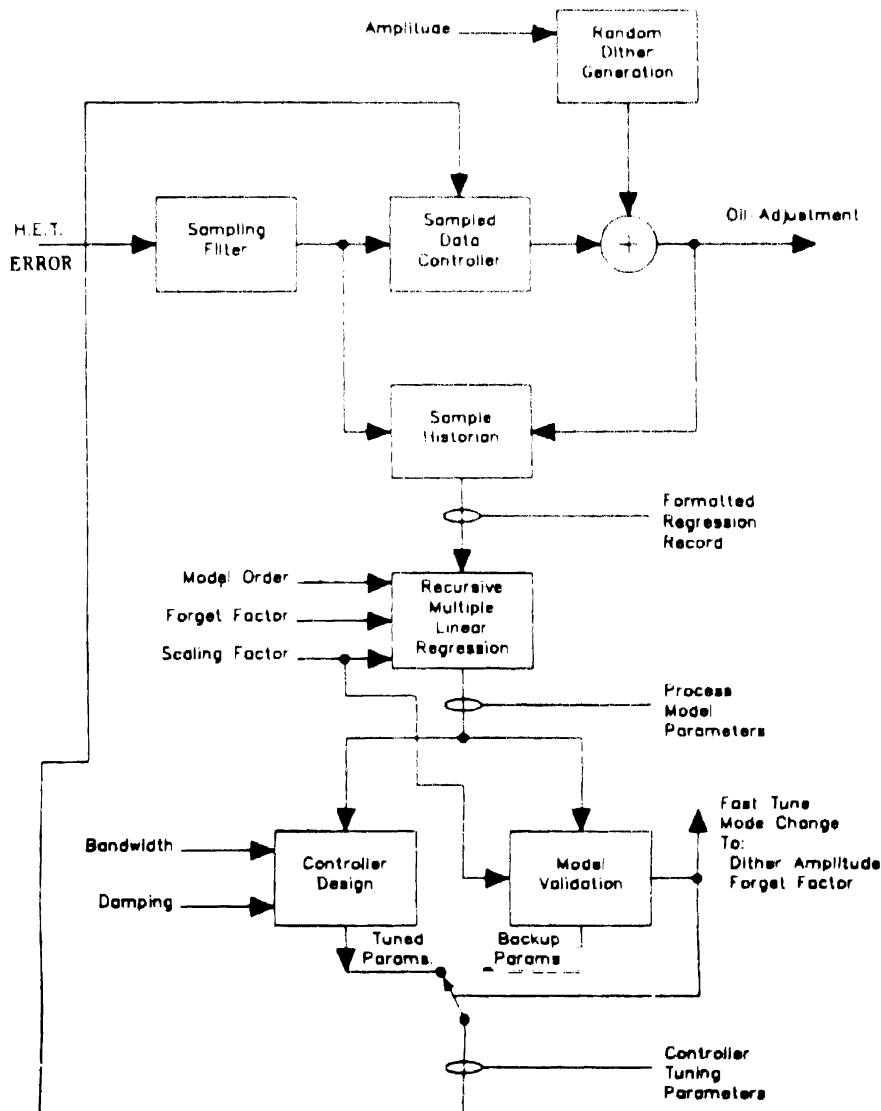 Amplitude
Random
Dither
Generation
H.E.T.
ERROR
Sampling
Filter
Sampled
Data
Controller
+
Oil Adjustment
Sample
Historian
Formatted
Regression
Record
Model Order
Forget Factor
Scaling Factor
Recursive
Multiple
Linear
Regression
Process
Model
Parameters
Bandwidth
Damping
Controller
Design
Model
Validation
Fast Tune
Mode Change
To:
Dither Amplitude
Forget Factor
Tuned
Params.
Backup
Params
Controller
Tuning
Parameters